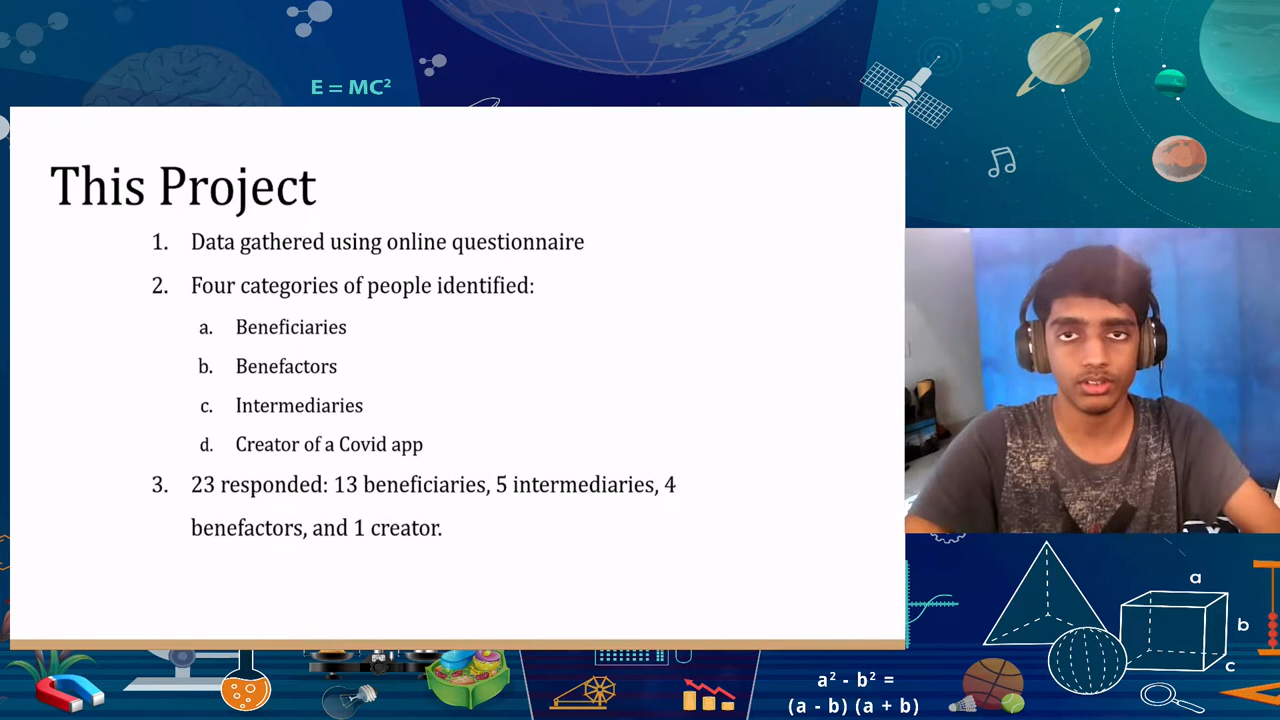 E = MC²
This Project
1. Data gathered using online questionnaire
2. Four categories of people identified:
a. Beneficiaries
b. Benefactors
c. Intermediaries
d. Creator of a Covid app
3. 23 responded: 13 beneficiaries, 5 intermediaries, 4
benefactors, and 1 creator.
a
b
c
a² - b² =
(a - b) (a + b)